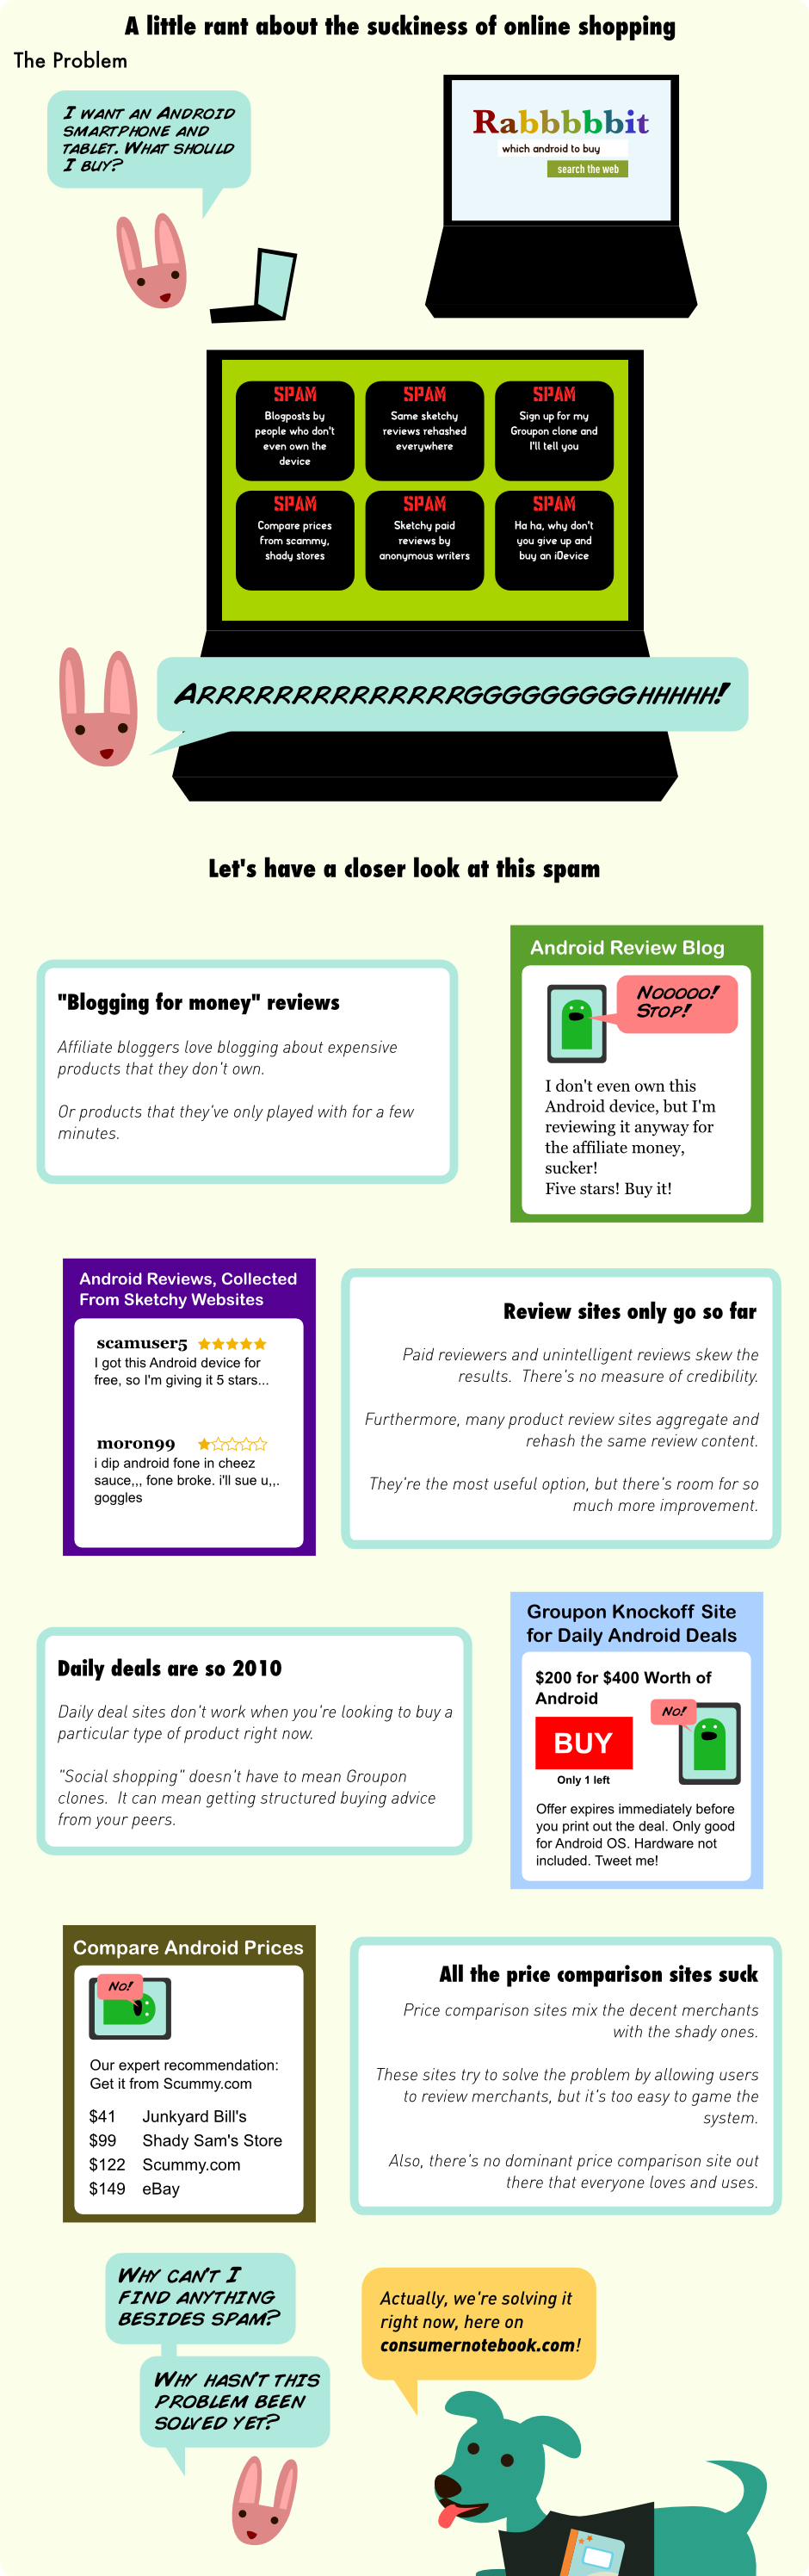 A little rant about the suckiness of online shopping
The Problem
I want an Android
smartphone and
tablet. What should
I buy?
Rabbbbbit
which android to buy
search the web
SPAM
Blogposts by
people who don't
even own the
device
SPAM
Same sketchy
reviews rehashed
everywhere
SPAM
Sign up for my
Groupon clone and
I'll tell you
SPAM
Compare prices
from scammy,
shady stores
SPAM
Sketchy paid
reviews by
anonymous writers
SPAM
Ha ha, why don't
you give up and
buy an iDevice
Arrrrrrrrrrrrrrggggggggghhhhh!
Let's have a closer look at this spam
"Blogging for money" reviews
Affiliate bloggers love blogging about expensive
products that they don't own.
Or products that they've only played with for a few
minutes.
Android Review Blog
Nooooo!
Stop!
I don't even own this
Android device, but I'm
reviewing it anyway for
the affiliate money,
sucker!
Five stars! Buy it!
Android Reviews, Collected
From Sketchy Websites
scamuser5
I got this Android device for
free, so I'm giving it 5 stars...
moron99
i dip android fone in cheez
sauce,,, fone broke. i'll sue u,,.
goggles
Review sites only go so far
Paid reviewers and unintelligent reviews skew the
results. There's no measure of credibility.
Furthermore, many product review sites aggregate and
rehash the same review content.
They're the most useful option, but there's room for so
much more improvement.
Daily deals are so 2010
Daily deal sites don't work when you're looking to buy a
particular type of product right now.
"Social shopping" doesn't have to mean Groupon
clones. It can mean getting structured buying advice
from your peers.
Groupon Knockoff Site
for Daily Android Deals
$200 for $400 Worth of
Android
No!
BUY
Only 1 left
Offer expires immediately before
you print out the deal. Only good
for Android OS. Hardware not
included. Tweet me!
Compare Android Prices
No!
Our expert recommendation:
Get it from Scummy.com
$41 Junkyard Bill's
$99 Shady Sam's Store
$122 Scummy.com
$149 eBay
All the price comparison sites suck
Price comparison sites mix the decent merchants
with the shady ones.
These sites try to solve the problem by allowing users
to review merchants, but it's too easy to game the
system.
Also, there's no dominant price comparison site out
there that everyone loves and uses.
Why can't I
find anything
besides spam?
Why hasn't this
problem been
solved yet?
Actually, we're solving it
right now, here on
consumernotebook.com!